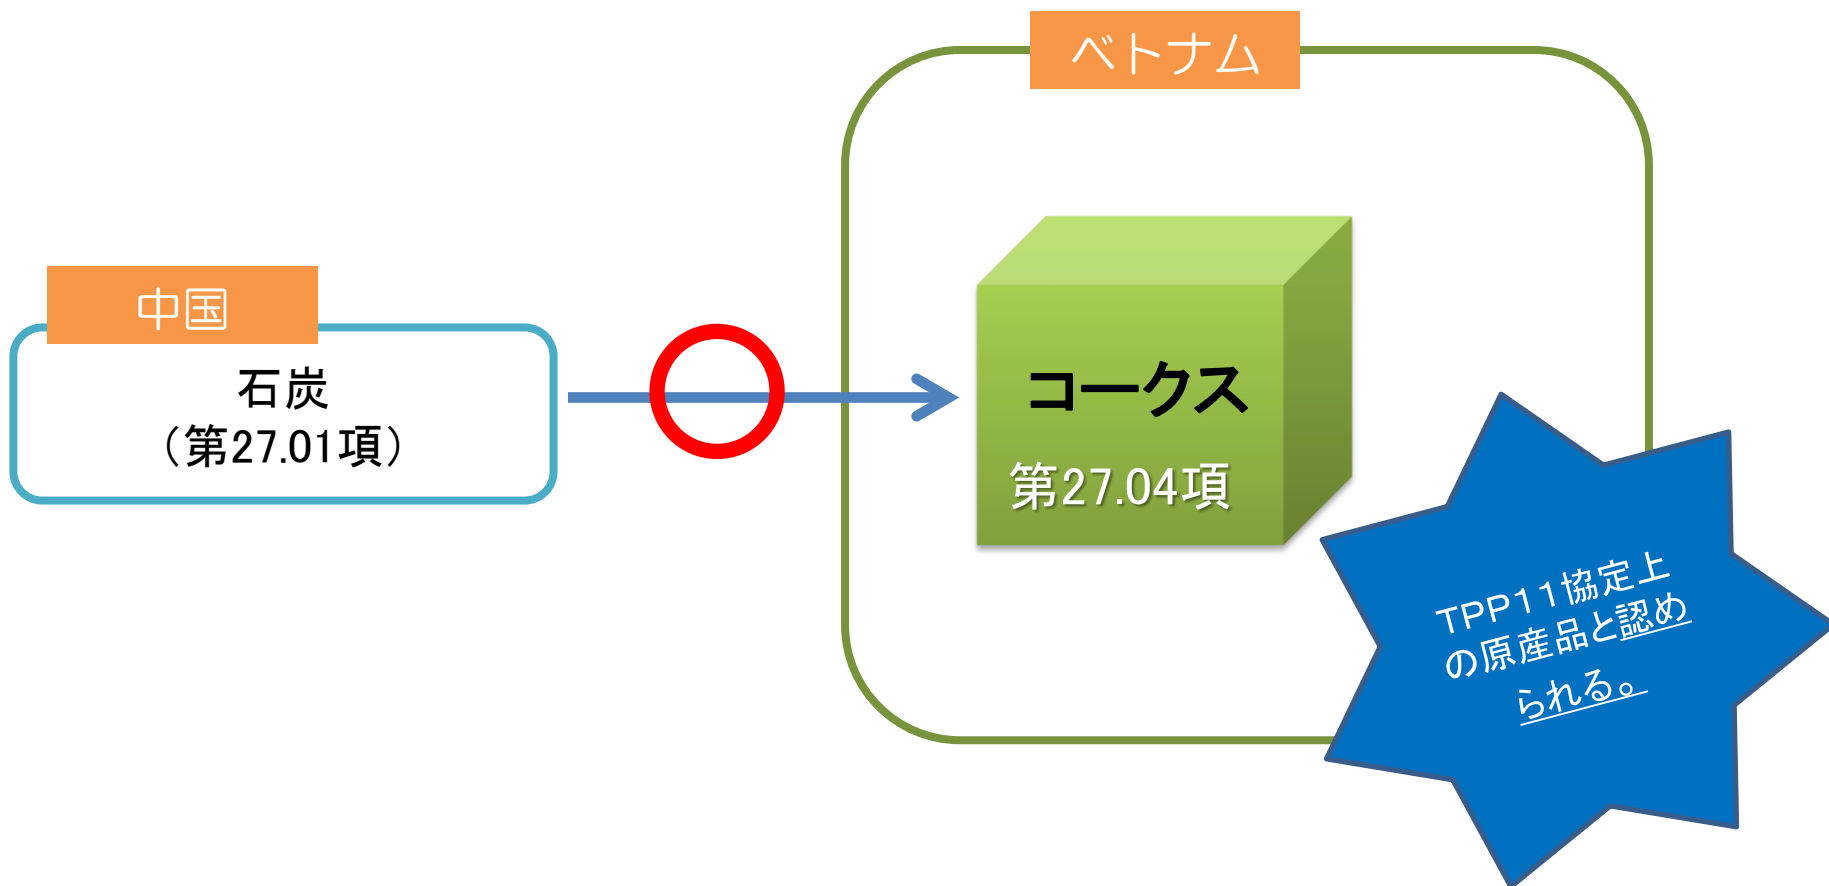 ベトナム
中国
石炭
（第27.01項）
コークス
第27.04項
ＴＰＰ１１協定上
の原産品と認め
られる。